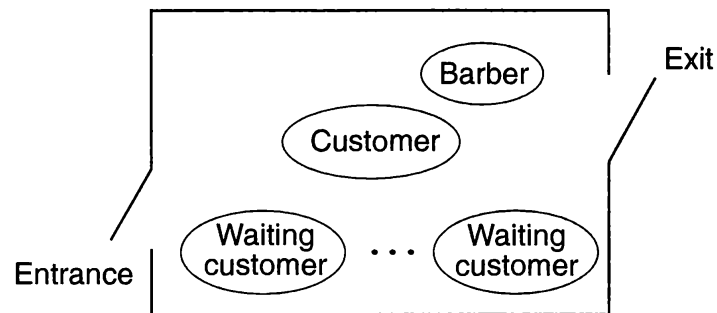 Barber
Exit
Customer
Waiting
customer
...
Waiting
customer
Entrance